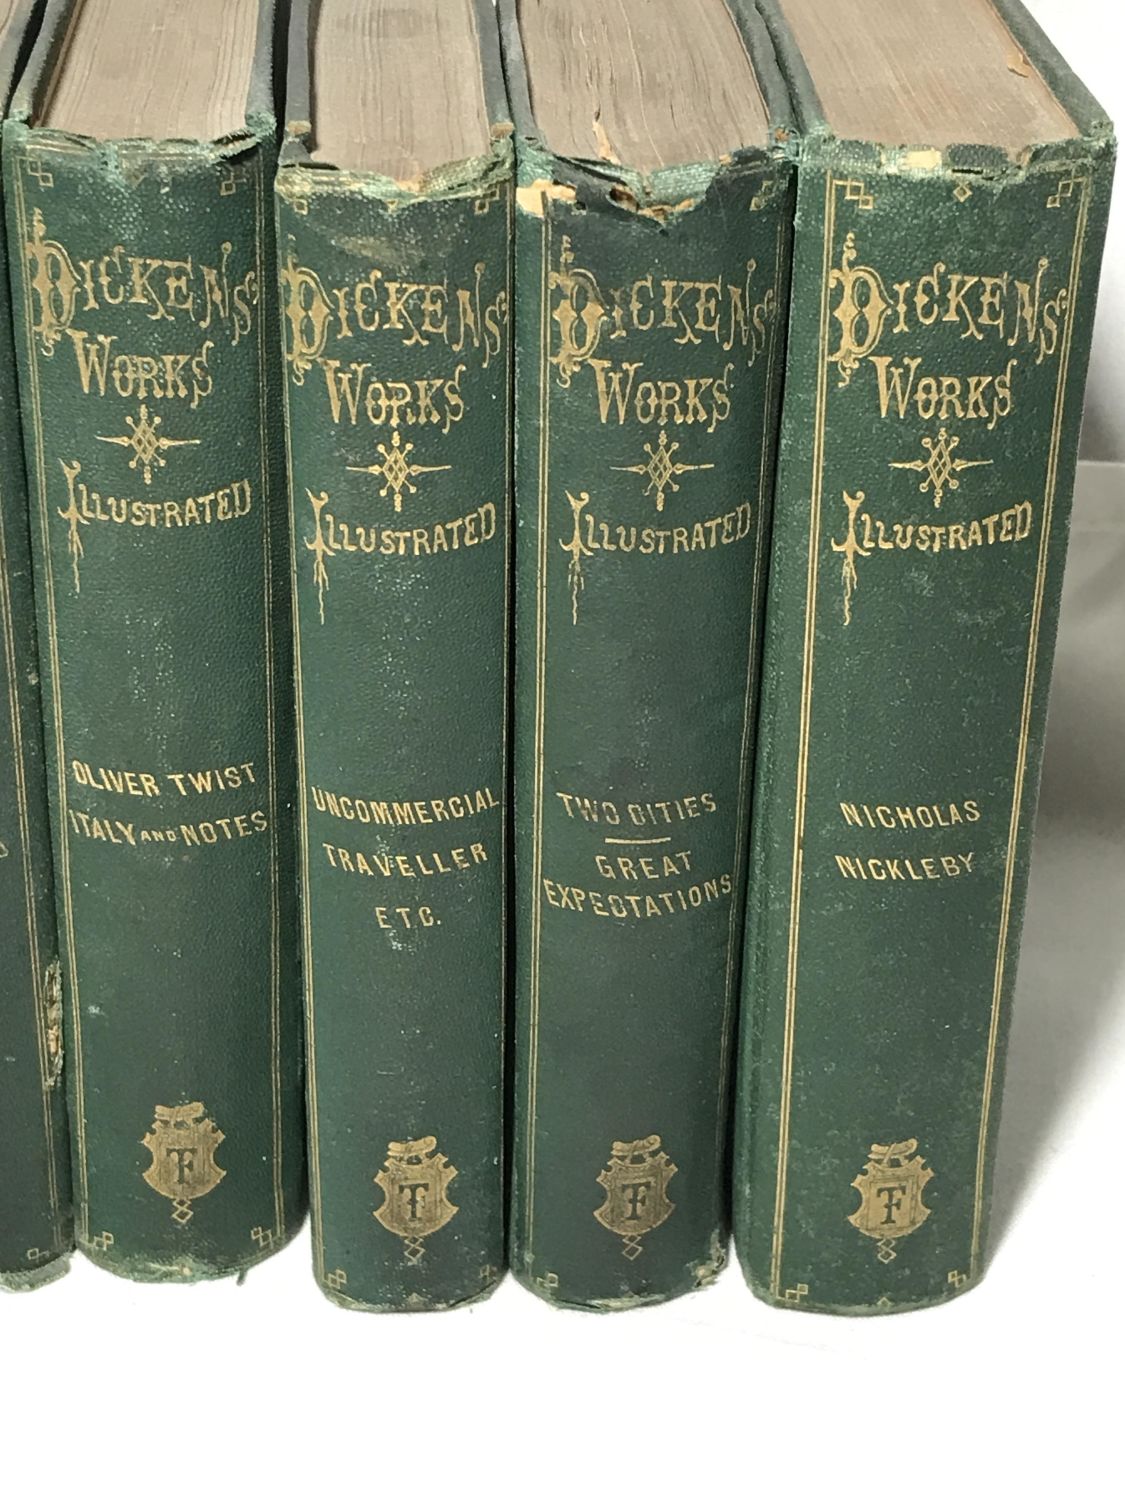 DICKENS'
WORKS
ILLUSTRATED
OLIVER TWIST
ITALY AND NOTES
F
DICKENS'
WORKS
ILLUSTRATED
UNCOMMERCIAL
TRAVELLER
ETC.
F
DICKENS'
WORKS
ILLUSTRATED
TWO CITIES
GREAT
EXPECTATIONS
F
DICKENS'
WORKS
ILLUSTRATED
NICHOLAS
NICKLEBY
F